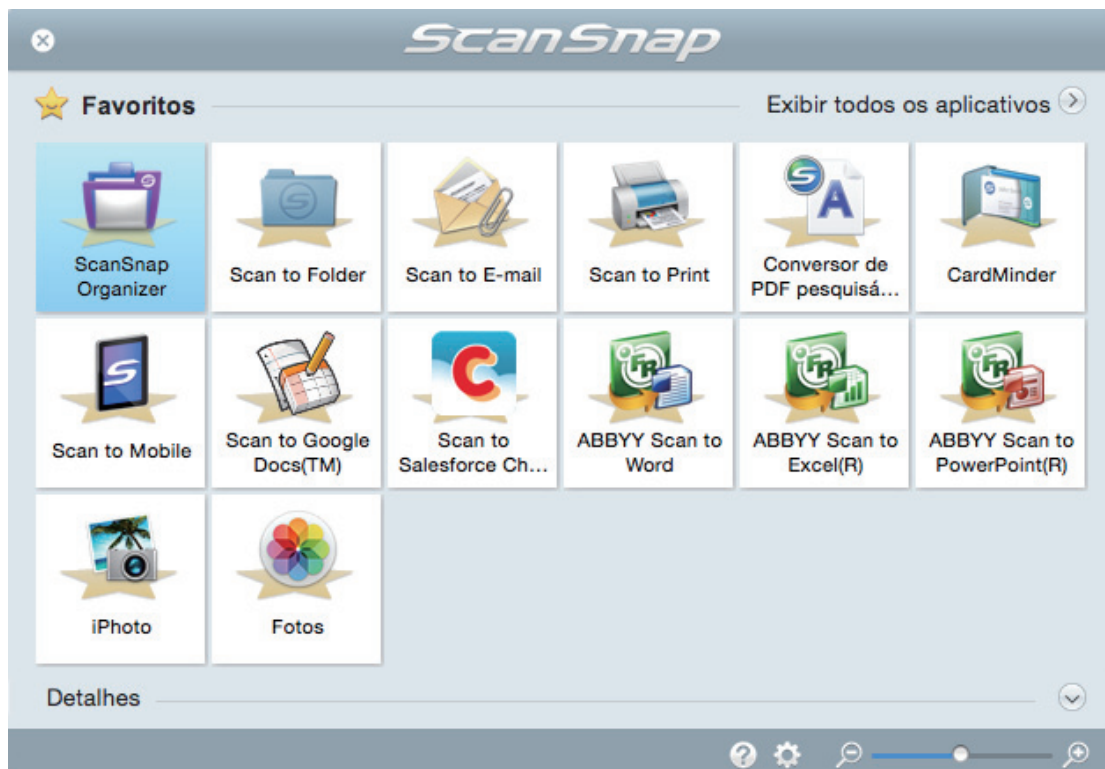 ScanSnap
Favoritos
Exibir todos os aplicativos
ScanSnap
Organizer
Scan to Folder
Scan to E-mail
Scan to Print
Conversor de
PDF pesquisá...
CardMinder
Scan to Mobile
Scan to Google
Docs(TM)
Scan to
Salesforce Ch...
ABBYY Scan to
Word
ABBYY Scan to
Excel(R)
ABBYY Scan to
PowerPoint(R)
iPhoto
Fotos
Detalhes